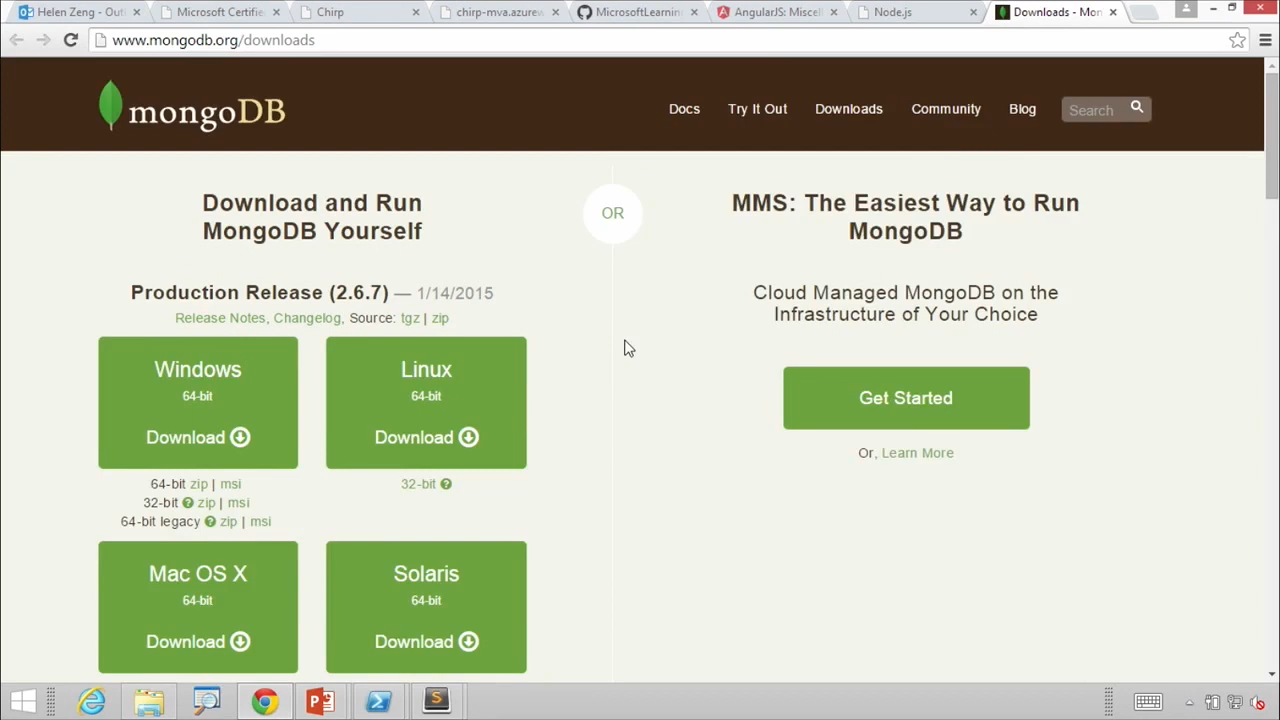 Helen Zeng - Outl
Microsoft Certifie
Chirp
chirp-mva.azurew
MicrosoftLearning
AngularJS: Miscell
Node.js
Downloads - Mon
www.mongodb.org/downloads
mongoDB
Docs
Try It Out
Downloads
Community
Blog
Search
Download and Run
MongoDB Yourself
OR
MMS: The Easiest Way to Run
MongoDB
Production Release (2.6.7) — 1/14/2015
Release Notes, Changelog, Source: tgz | zip
Cloud Managed MongoDB on the
Infrastructure of Your Choice
Windows
64-bit
Download
Linux
64-bit
Download
Get Started
Or, Learn More
64-bit zip | msi
32-bit ? zip | msi
64-bit legacy ? zip | msi
32-bit ?
Mac OS X
64-bit
Download
Solaris
64-bit
Download